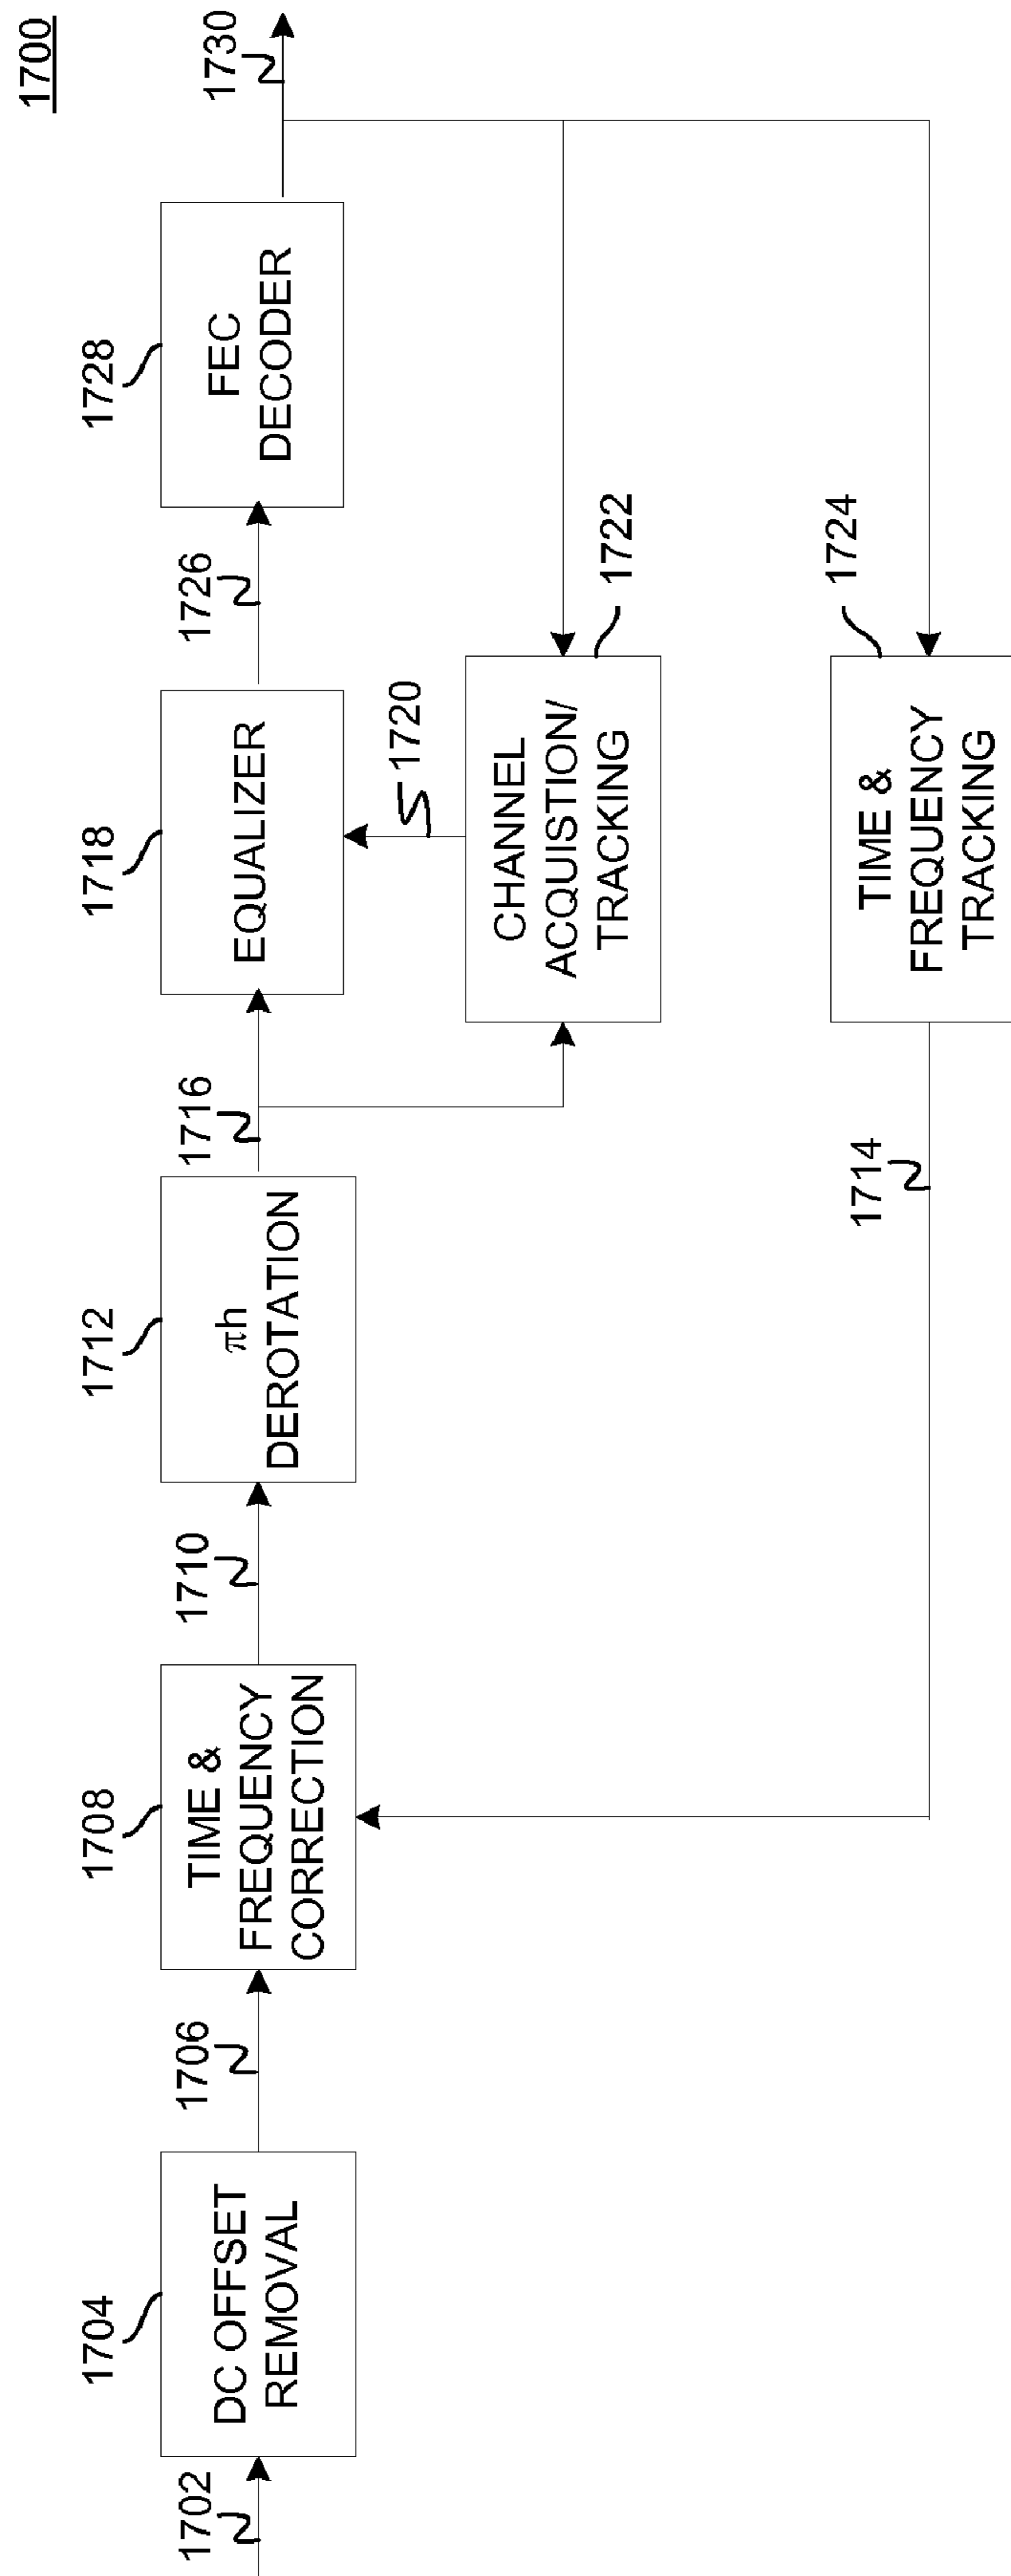 1700
1702
1704
DC OFFSET
REMOVAL
1706
1708
TIME &
FREQUENCY
CORRECTION
1710
1712
πh
DEROTATION
1716
1718
EQUALIZER
1726
1728
FEC
DECODER
1730
1720
CHANNEL
ACQUISTION/
TRACKING
1722
1714
TIME &
FREQUENCY
TRACKING
1724